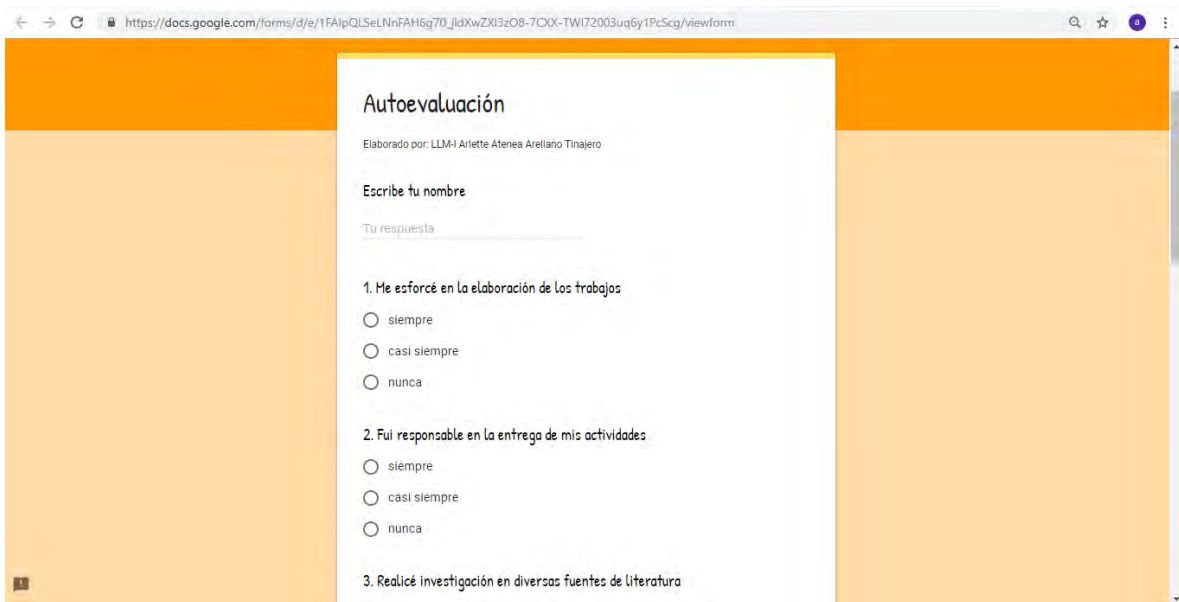 https://docs.google.com/forms/d/e/1FAIpQLSeLNnFAH6g70_jldXwZXl3zO8-7CXX-TWl72003uq6y1PcScg/viewform
a
Autoevaluación
Elaborado por: LLM-I Arlette Atenea Arellano Tinajero
Escribe tu nombre
Tu respuesta
1. Me esforcé en la elaboración de los trabajos
siempre
casi siempre
nunca
2. Fui responsable en la entrega de mis actividades
siempre
casi siempre
nunca
3. Realicé investigación en diversas fuentes de literatura